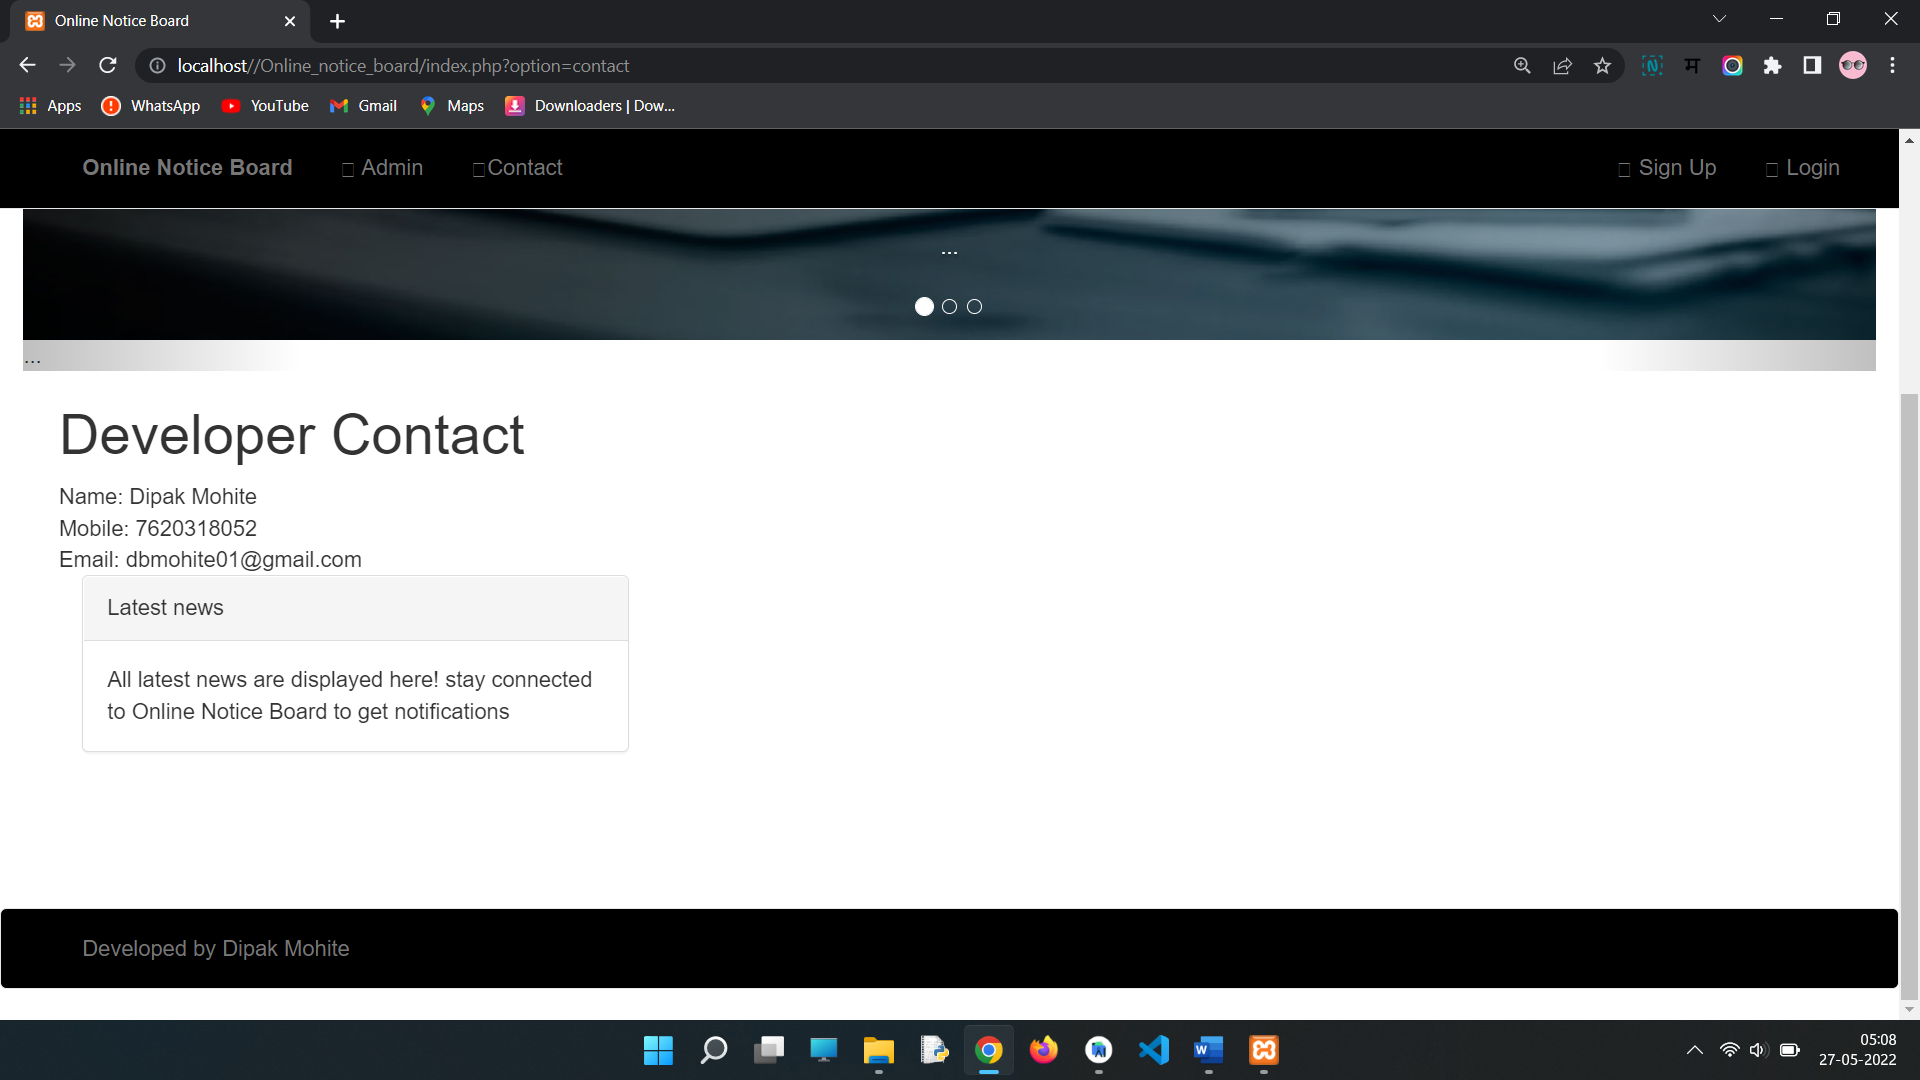 Online Notice Board
localhost//Online_notice_board/index.php?option=contact
म
Apps WhatsApp YouTube Gmail Maps Downloaders | Dow...
Online Notice Board Admin Contact Sign Up Login
...
...
Developer Contact
Name: Dipak Mohite
Mobile: 7620318052
Email: dbmohite01@gmail.com
Latest news
All latest news are displayed here! stay connected
to Online Notice Board to get notifications
Developed by Dipak Mohite
05:08
27-05-2022